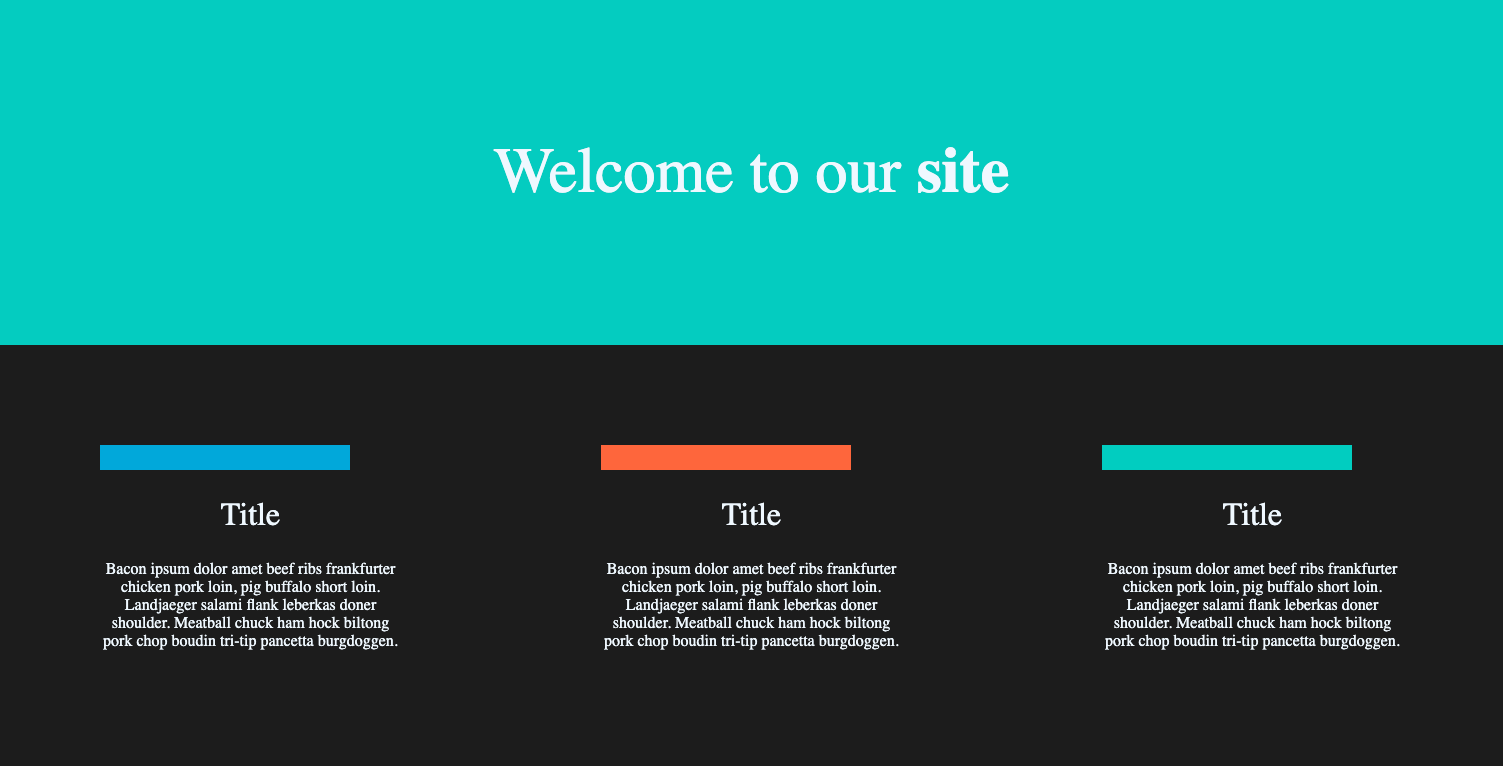 Welcome to our site
Title
Bacon ipsum dolor amet beef ribs frankfurter
chicken pork loin, pig buffalo short loin.
Landjaeger salami flank leberkas doner
shoulder. Meatball chuck ham hock biltong
pork chop boudin tri-tip pancetta burgdoggen.
Title
Bacon ipsum dolor amet beef ribs frankfurter
chicken pork loin, pig buffalo short loin.
Landjaeger salami flank leberkas doner
shoulder. Meatball chuck ham hock biltong
pork chop boudin tri-tip pancetta burgdoggen.
Title
Bacon ipsum dolor amet beef ribs frankfurter
chicken pork loin, pig buffalo short loin.
Landjaeger salami flank leberkas doner
shoulder. Meatball chuck ham hock biltong
pork chop boudin tri-tip pancetta burgdoggen.